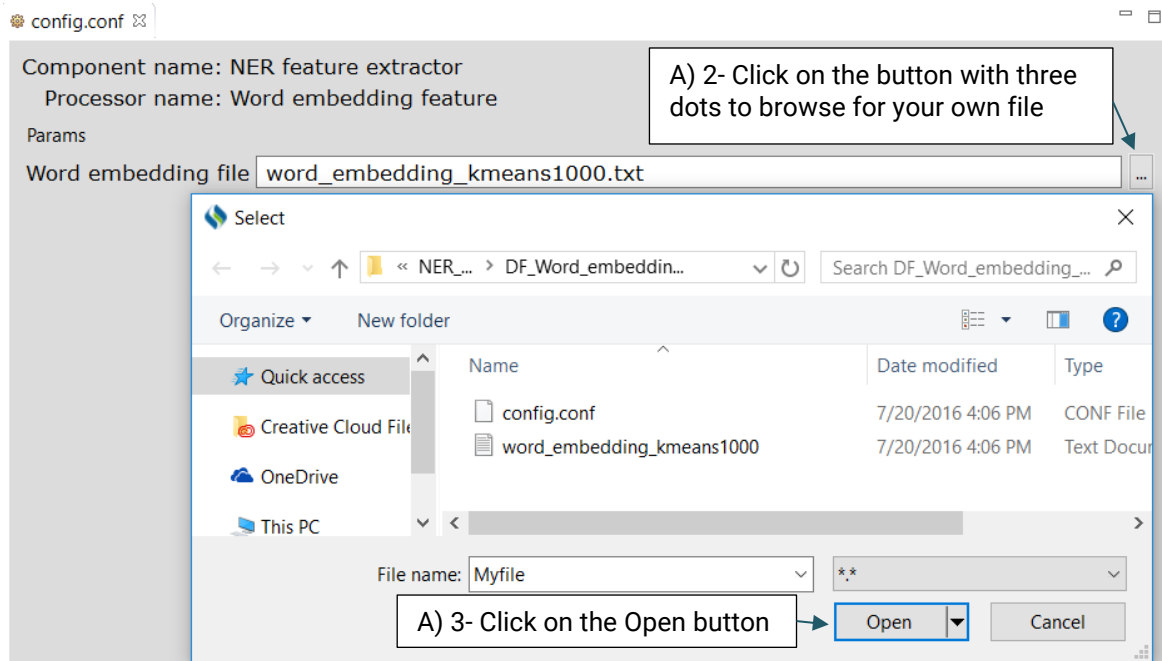 config.conf
Component name: NER feature extractor
A) 2- Click on the button with three
dots to browse for your own file
Processor name: Word embedding feature
Params
Word embedding file word_embedding_kmeans1000.txt ...
Select
« NER_... > DF_Word_embeddin... Search DF_Word_embedding_...
Organize New folder ?
Name Date modified Type
Quick access
config.conf 7/20/2016 4:06 PM CONF File
Creative Cloud File
word_embedding_kmeans1000 7/20/2016 4:06 PM Text Docu
OneDrive
This PC
File name: Myfile *.*
A) 3- Click on the Open button
Open Cancel